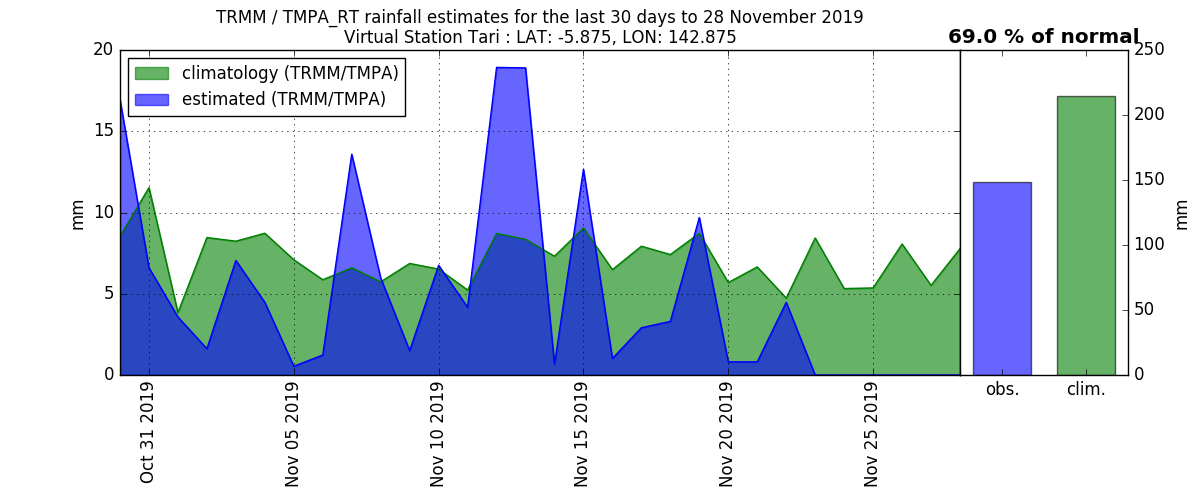 TRMM / TMPA_RT rainfall estimates for the last 30 days to 28 November 2019
Virtual Station Tari : LAT: -5.875, LON: 142.875
69.0 % of normal
climatology (TRMM/TMPA)
estimated (TRMM/TMPA)
20
15
10
5
0
mm
Oct 31 2019
Nov 05 2019
Nov 10 2019
Nov 15 2019
Nov 20 2019
Nov 25 2019
250
200
150
100
50
0
mm
obs.
clim.